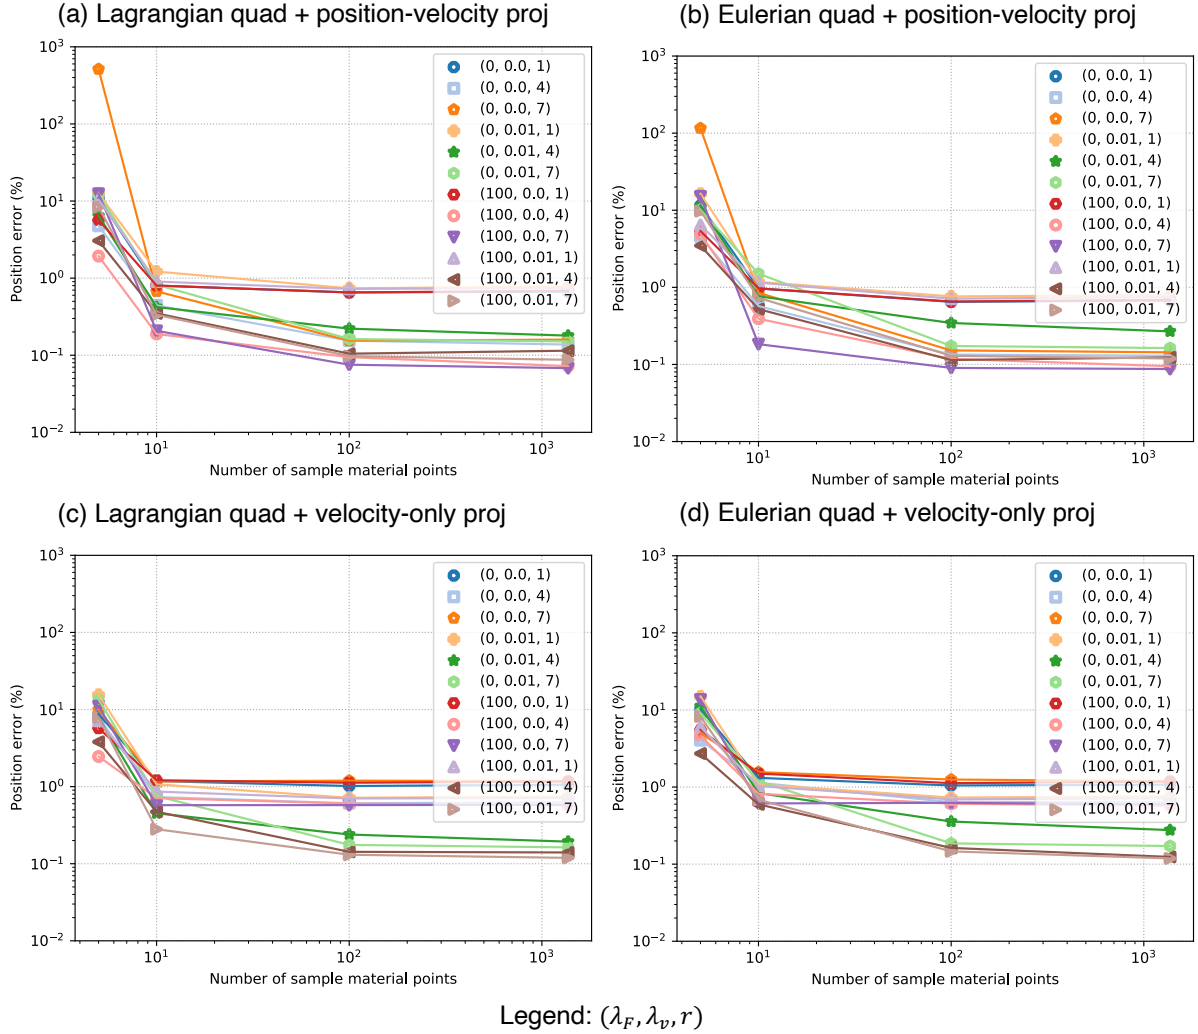 (a) Lagrangian quad + position-velocity proj
10³
10²
10¹
10⁰
10⁻¹
10⁻²
Position error (%)
(0, 0.0, 1)
(0, 0.0, 4)
(0, 0.0, 7)
(0, 0.01, 1)
(0, 0.01, 4)
(0, 0.01, 7)
(100, 0.0, 1)
(100, 0.0, 4)
(100, 0.0, 7)
(100, 0.01, 1)
(100, 0.01, 4)
(100, 0.01, 7)
10¹ 10² 10³
Number of sample material points
(b) Eulerian quad + position-velocity proj
10³
10²
10¹
10⁰
10⁻¹
10⁻²
Position error (%)
(0, 0.0, 1)
(0, 0.0, 4)
(0, 0.0, 7)
(0, 0.01, 1)
(0, 0.01, 4)
(0, 0.01, 7)
(100, 0.0, 1)
(100, 0.0, 4)
(100, 0.0, 7)
(100, 0.01, 1)
(100, 0.01, 4)
(100, 0.01, 7)
10¹ 10² 10³
Number of sample material points
(c) Lagrangian quad + velocity-only proj
10³
10²
10¹
10⁰
10⁻¹
10⁻²
Position error (%)
(0, 0.0, 1)
(0, 0.0, 4)
(0, 0.0, 7)
(0, 0.01, 1)
(0, 0.01, 4)
(0, 0.01, 7)
(100, 0.0, 1)
(100, 0.0, 4)
(100, 0.0, 7)
(100, 0.01, 1)
(100, 0.01, 4)
(100, 0.01, 7)
10¹ 10² 10³
Number of sample material points
(d) Eulerian quad + velocity-only proj
10³
10²
10¹
10⁰
10⁻¹
10⁻²
Position error (%)
(0, 0.0, 1)
(0, 0.0, 4)
(0, 0.0, 7)
(0, 0.01, 1)
(0, 0.01, 4)
(0, 0.01, 7)
(100, 0.0, 1)
(100, 0.0, 4)
(100, 0.0, 7)
(100, 0.01, 1)
(100, 0.01, 4)
(100, 0.01, 7)
10¹ 10² 10³
Number of sample material points
Legend: (λ_F, λ_v, r)